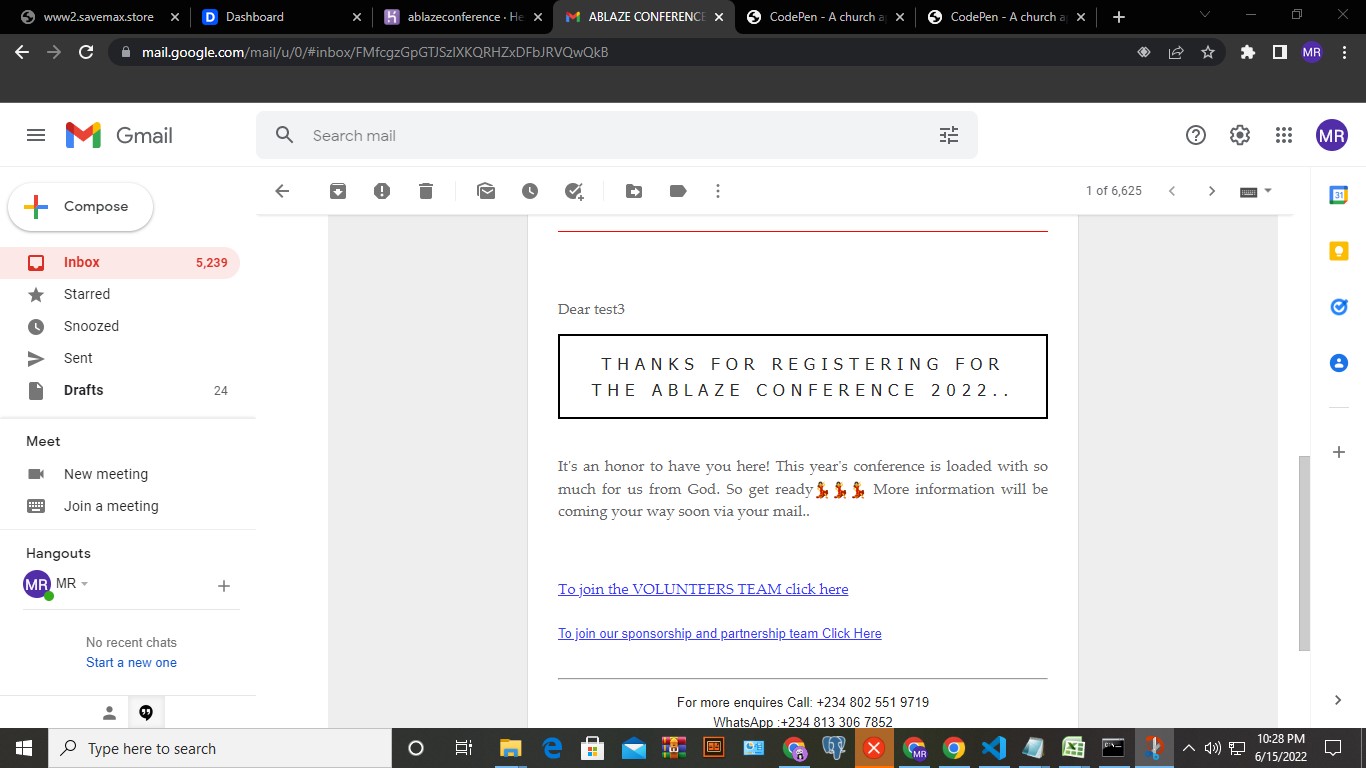 www2.savemax.store
Dashboard
ablazeconference · He
ABLAZE CONFERENCE
CodePen - A church a
CodePen - A church a
mail.google.com/mail/u/0/#inbox/FMfcgzGpGTJSzlXKQRHZxDFbJRVQwQkB
MR
Gmail
Search mail
MR
Compose
1 of 6,625
31
Inbox 5,239
Starred
Snoozed
Sent
Drafts 24
Meet
New meeting
Join a meeting
Hangouts
MR MR
No recent chats
Start a new one
Dear test3
THANKS FOR REGISTERING FOR
THE ABLAZE CONFERENCE 2022..
It's an honor to have you here! This year's conference is loaded with so
much for us from God. So get ready💃💃💃 More information will be
coming your way soon via your mail..
To join the VOLUNTEERS TEAM click here
To join our sponsorship and partnership team Click Here
For more enquires Call: +234 802 551 9719
WhatsApp :+234 813 306 7852
Type here to search
MR
10:28 PM
6/15/2022